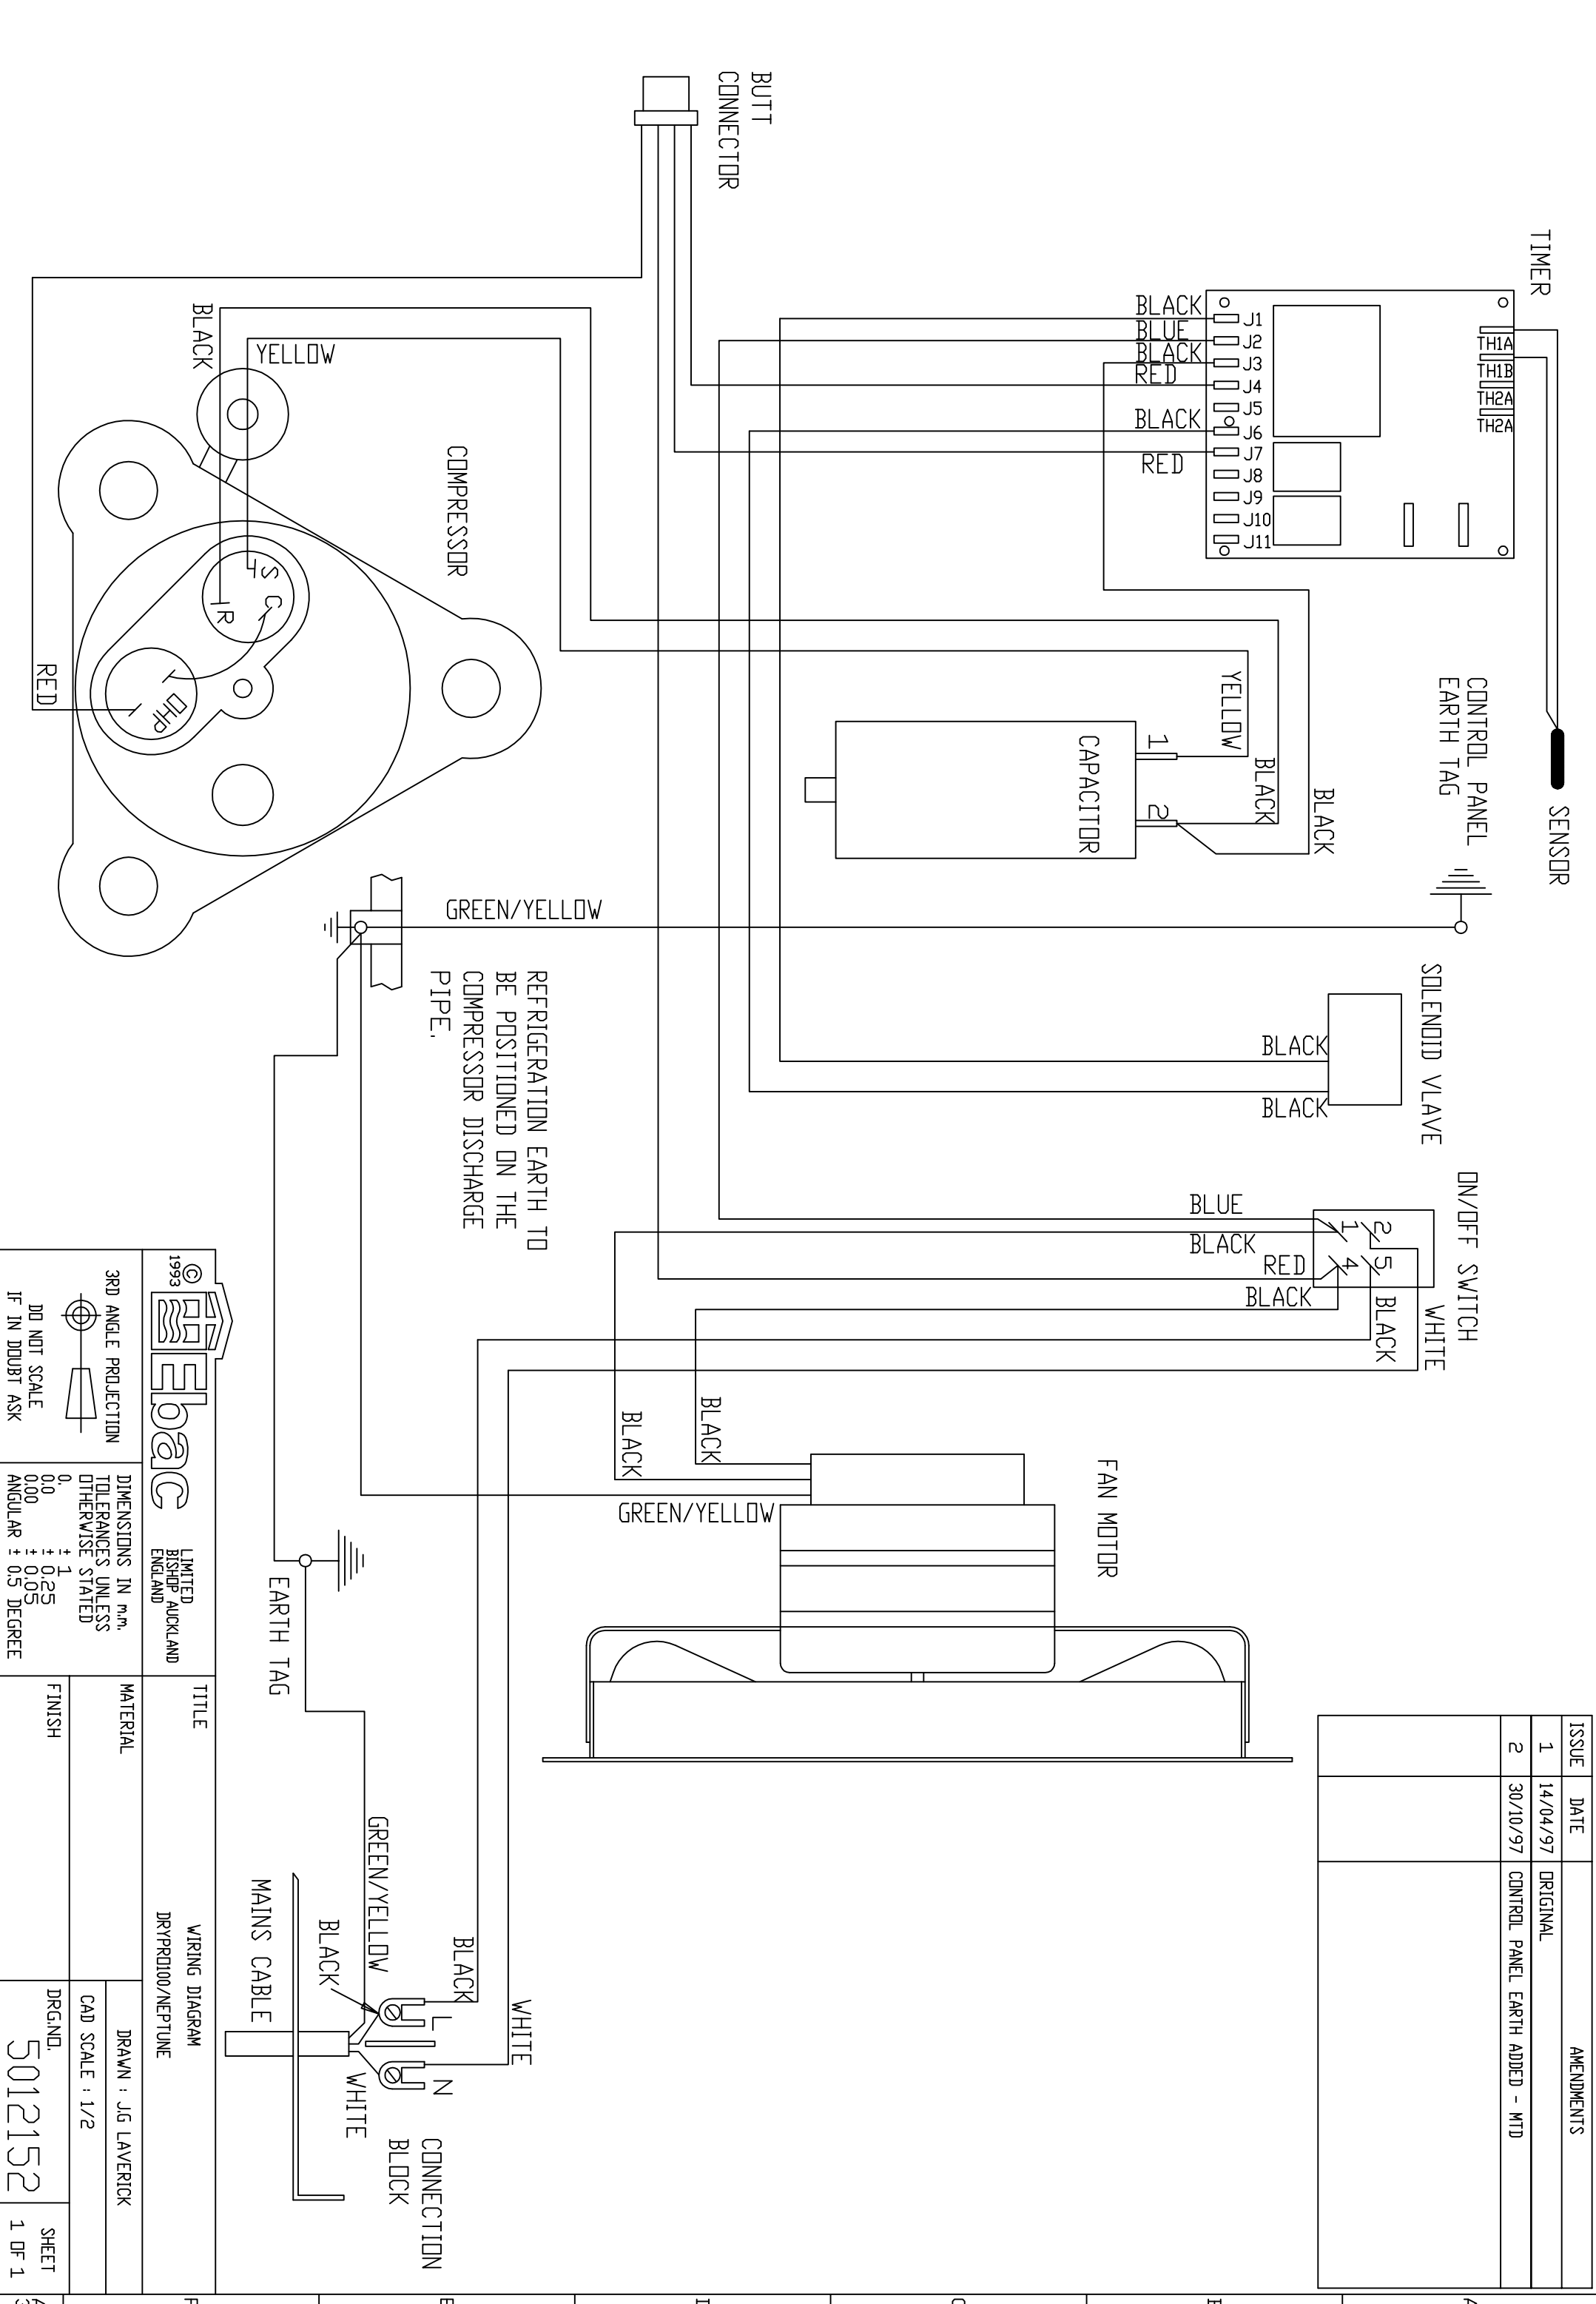 TIMER
TH1A
TH1B
TH2A
TH2A
J1
J2
J3
J4
J5
J6
J7
J8
J9
J10
J11
BLACK
BLUE
BLACK
RED
BLACK
RED
SENSOR
CONTROL PANEL
EARTH TAG
BUTT
CONNECTOR
YELLOW
BLACK
BLACK
1
2
CAPACITOR
SOLENOID VLAVE
BLACK
BLACK
ON/OFF SWITCH
2
1
5
4
BLUE
BLACK
RED
BLACK
BLACK
WHITE
BLACK
YELLOW
COMPRESSOR
S
C
R
OHP
RED
GREEN/YELLOW
REFRIGERATION EARTH TO
BE POSITIONED ON THE
COMPRESSOR DISCHARGE
PIPE.
FAN MOTOR
BLACK
BLACK
GREEN/YELLOW
EARTH TAG
GREEN/YELLOW
BLACK
MAINS CABLE
BLACK
WHITE
L
N
WHITE
CONNECTION
BLOCK
ISSUE DATE AMENDMENTS
1 14/04/97 ORIGINAL
2 30/10/97 CONTROL PANEL EARTH ADDED - MTD
© 1993
Ebac
LIMITED
BISHOP AUCKLAND
ENGLAND
3RD ANGLE PROJECTION
DO NOT SCALE
IF IN DOUBT ASK
DIMENSIONS IN m.m.
TOLERANCES UNLESS
OTHERWISE STATED
0. ± 1
0.0 ± 0.25
0.00 ± 0.05
ANGULAR ± 0.5 DEGREE
TITLE
WIRING DIAGRAM
DRYPRO100/NEPTUNE
MATERIAL
FINISH
DRAWN : J.G LAVERICK
CAD SCALE : 1/2
DRG.NO.
5012152
SHEET
1 OF 1